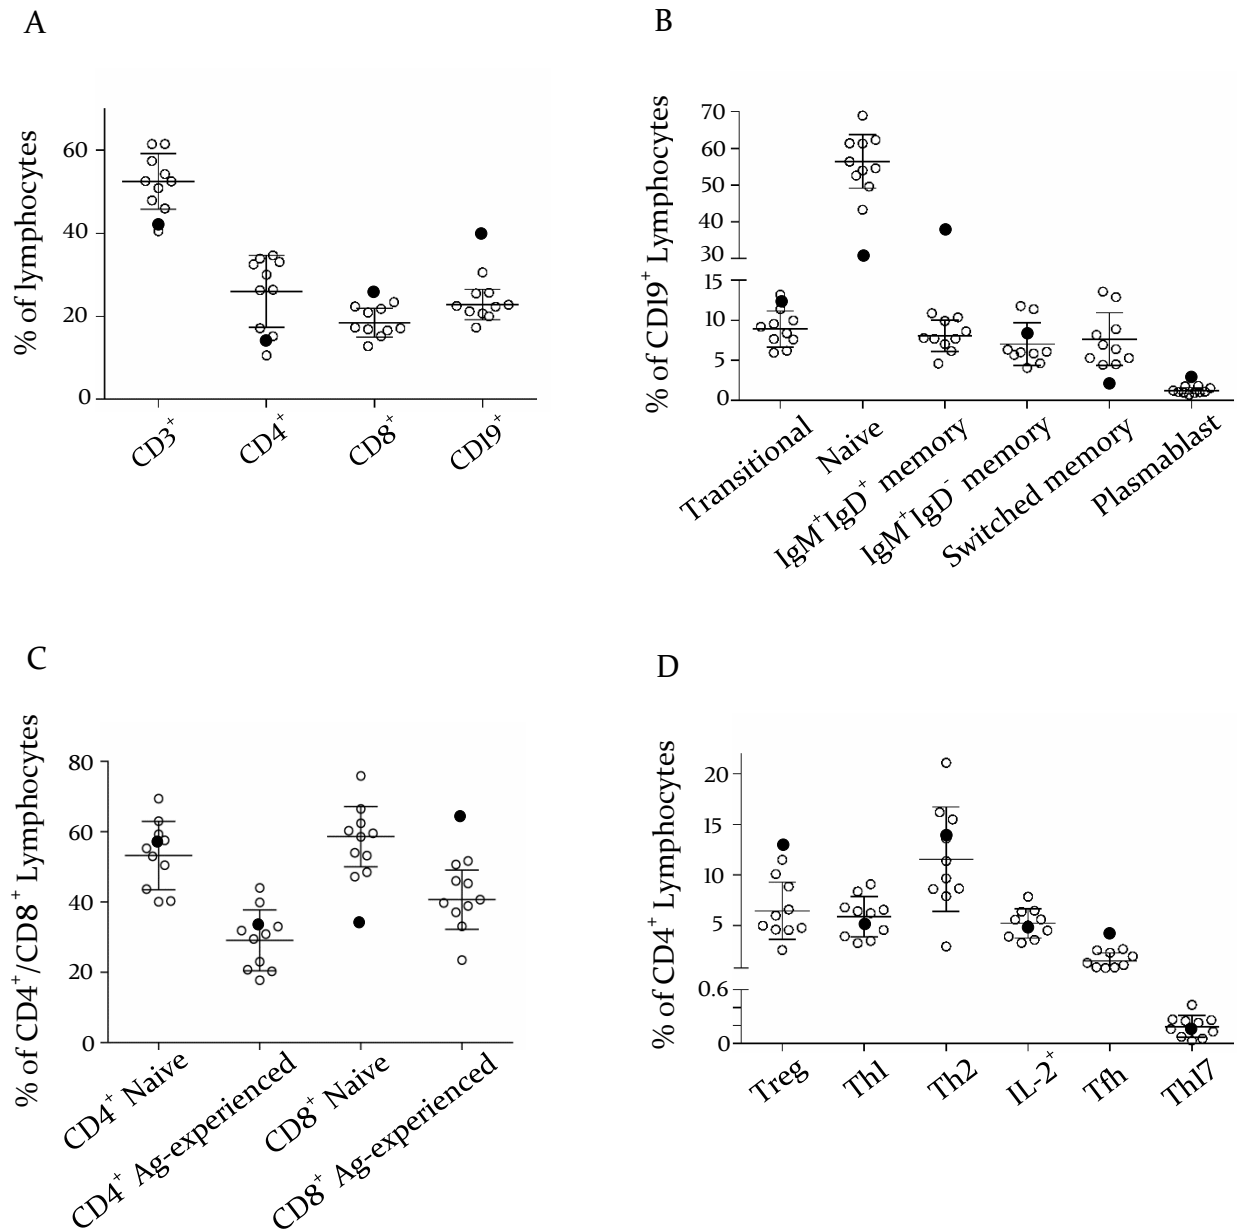 A
% of lymphocytes
60
40
20
0
CD3⁺
CD4⁺
CD8⁺
CD19⁺
B
% of CD19⁺ Lymphocytes
70
60
50
40
30
15
10
5
0
Transitional
Naive
IgM⁺IgD⁺ memory
IgM⁺IgD⁻ memory
Switched memory
Plasmablast
C
% of CD4⁺/CD8⁺ Lymphocytes
80
60
40
20
0
CD4⁺ Naive
CD4⁺ Ag-experienced
CD8⁺ Naive
CD8⁺ Ag-experienced
D
% of CD4⁺ Lymphocytes
20
15
10
5
0.6
0
Treg
Th1
Th2
IL-2⁺
Tfh
Th17